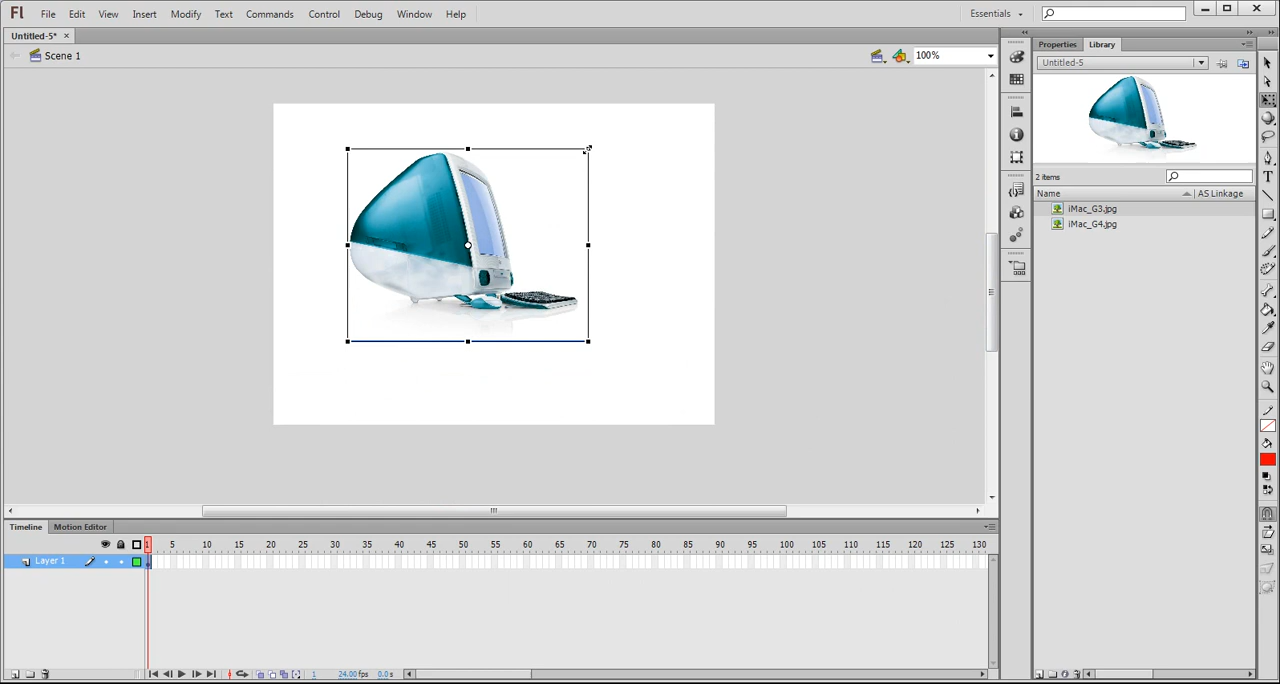 Fl File Edit View Insert Modify Text Commands Control Debug Window Help Essentials
Untitled-5* ×
Scene 1 100%
Properties Library
Untitled-5
2 items
Name AS Linkage
iMac_G3.jpg
iMac_G4.jpg
Timeline Motion Editor
1 5 10 15 20 25 30 35 40 45 50 55 60 65 70 75 80 85 90 95 100 105 110 115 120 125 130
Layer 1
1 24.00 fps 0.0 s